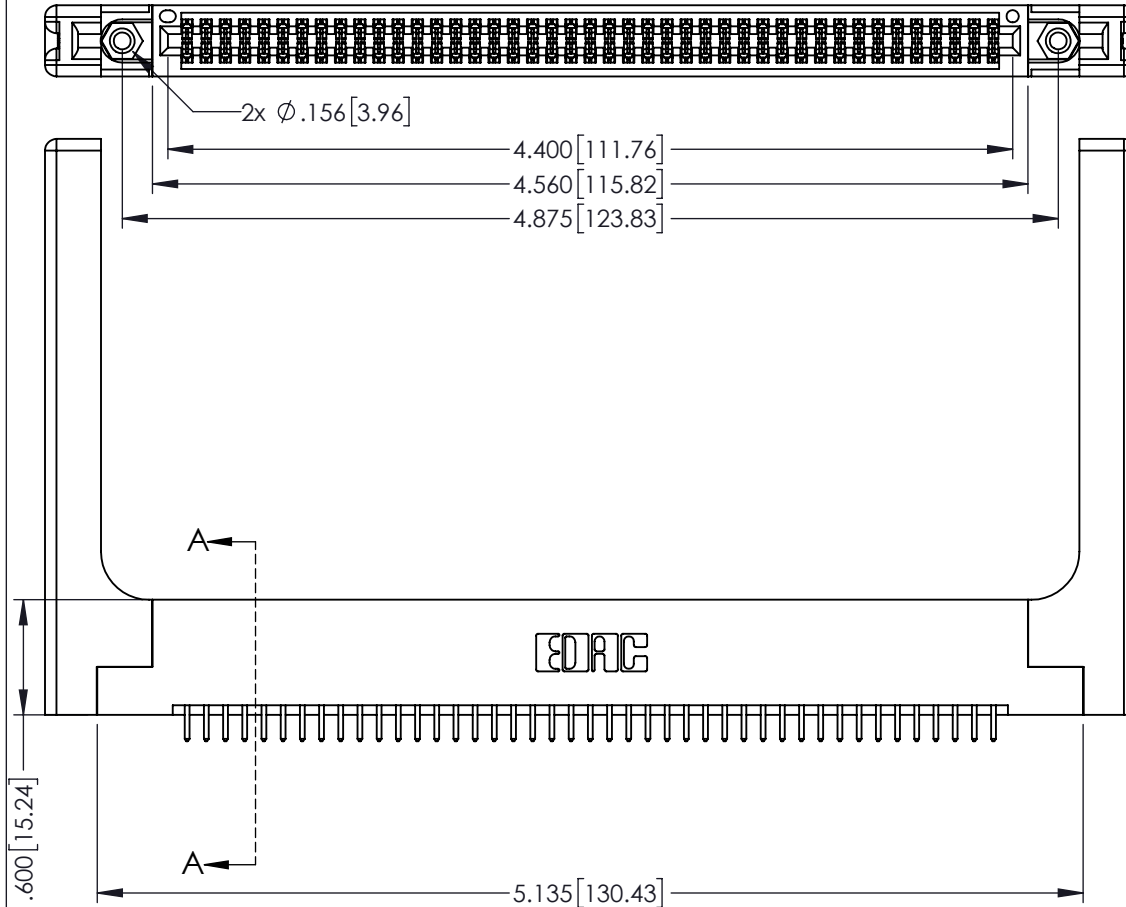 2x Ø .156[3.96]
4.400[111.76]
4.560[115.82]
4.875[123.83]
A
EDAC
A
.600[15.24]
5.135[130.43]